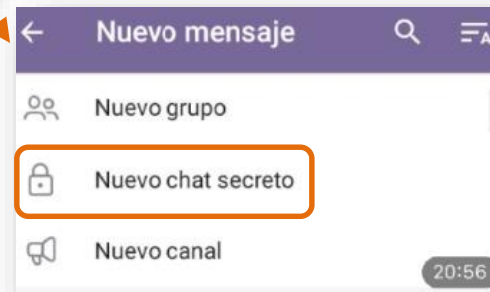 Nuevo mensaje
Nuevo grupo
Nuevo chat secreto
Nuevo canal
20:56